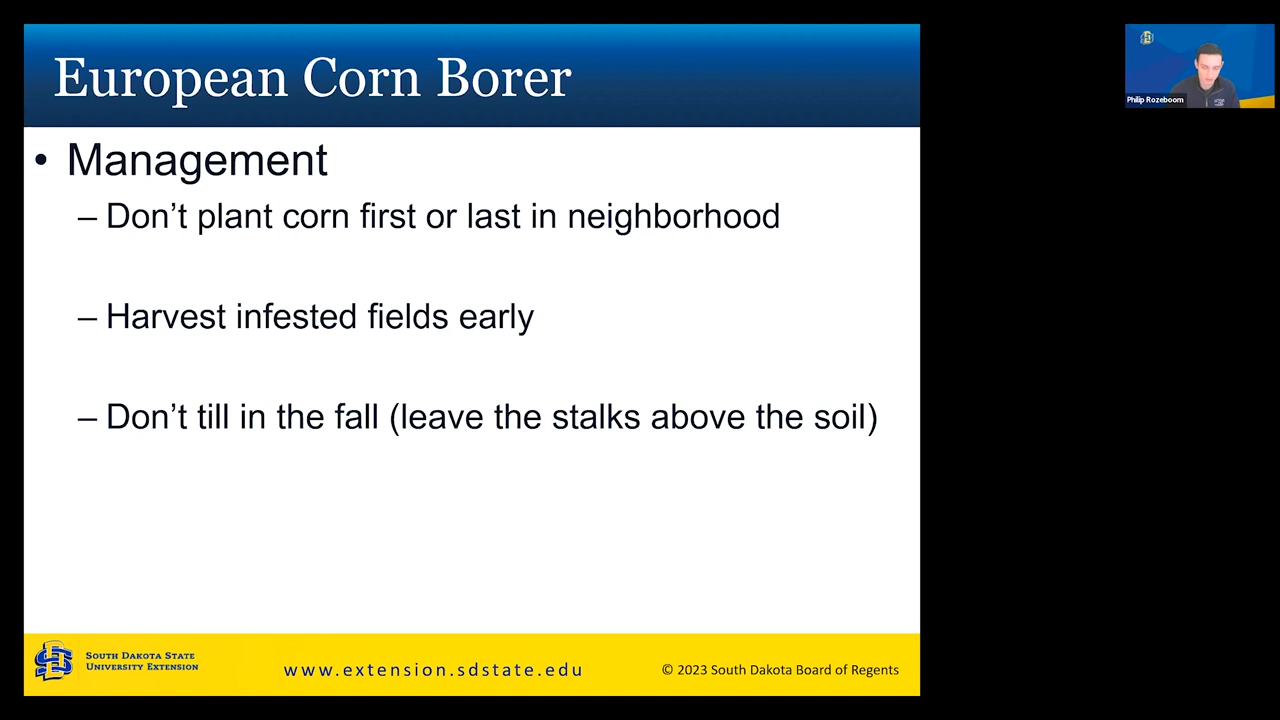 European Corn Borer
• Management
– Don't plant corn first or last in neighborhood
– Harvest infested fields early
– Don't till in the fall (leave the stalks above the soil)
SOUTH DAKOTA STATE
UNIVERSITY EXTENSION
www.extension.sdstate.edu
© 2023 South Dakota Board of Regents
Philip Rozeboom